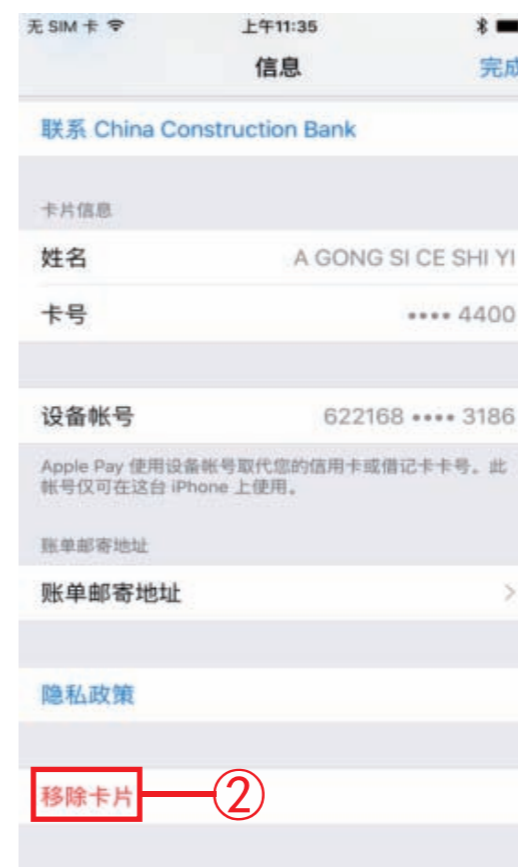 无 SIM 卡 上午11:35
信息 完成
联系 China Construction Bank
卡片信息
姓名 A GONG SI CE SHI YI
卡号 •••• 4400
设备帐号 622168 •••• 3186
Apple Pay 使用设备帐号取代您的信用卡或借记卡卡号。此
帐号仅可在这台 iPhone 上使用。
账单邮寄地址
账单邮寄地址
隐私政策
移除卡片 ②